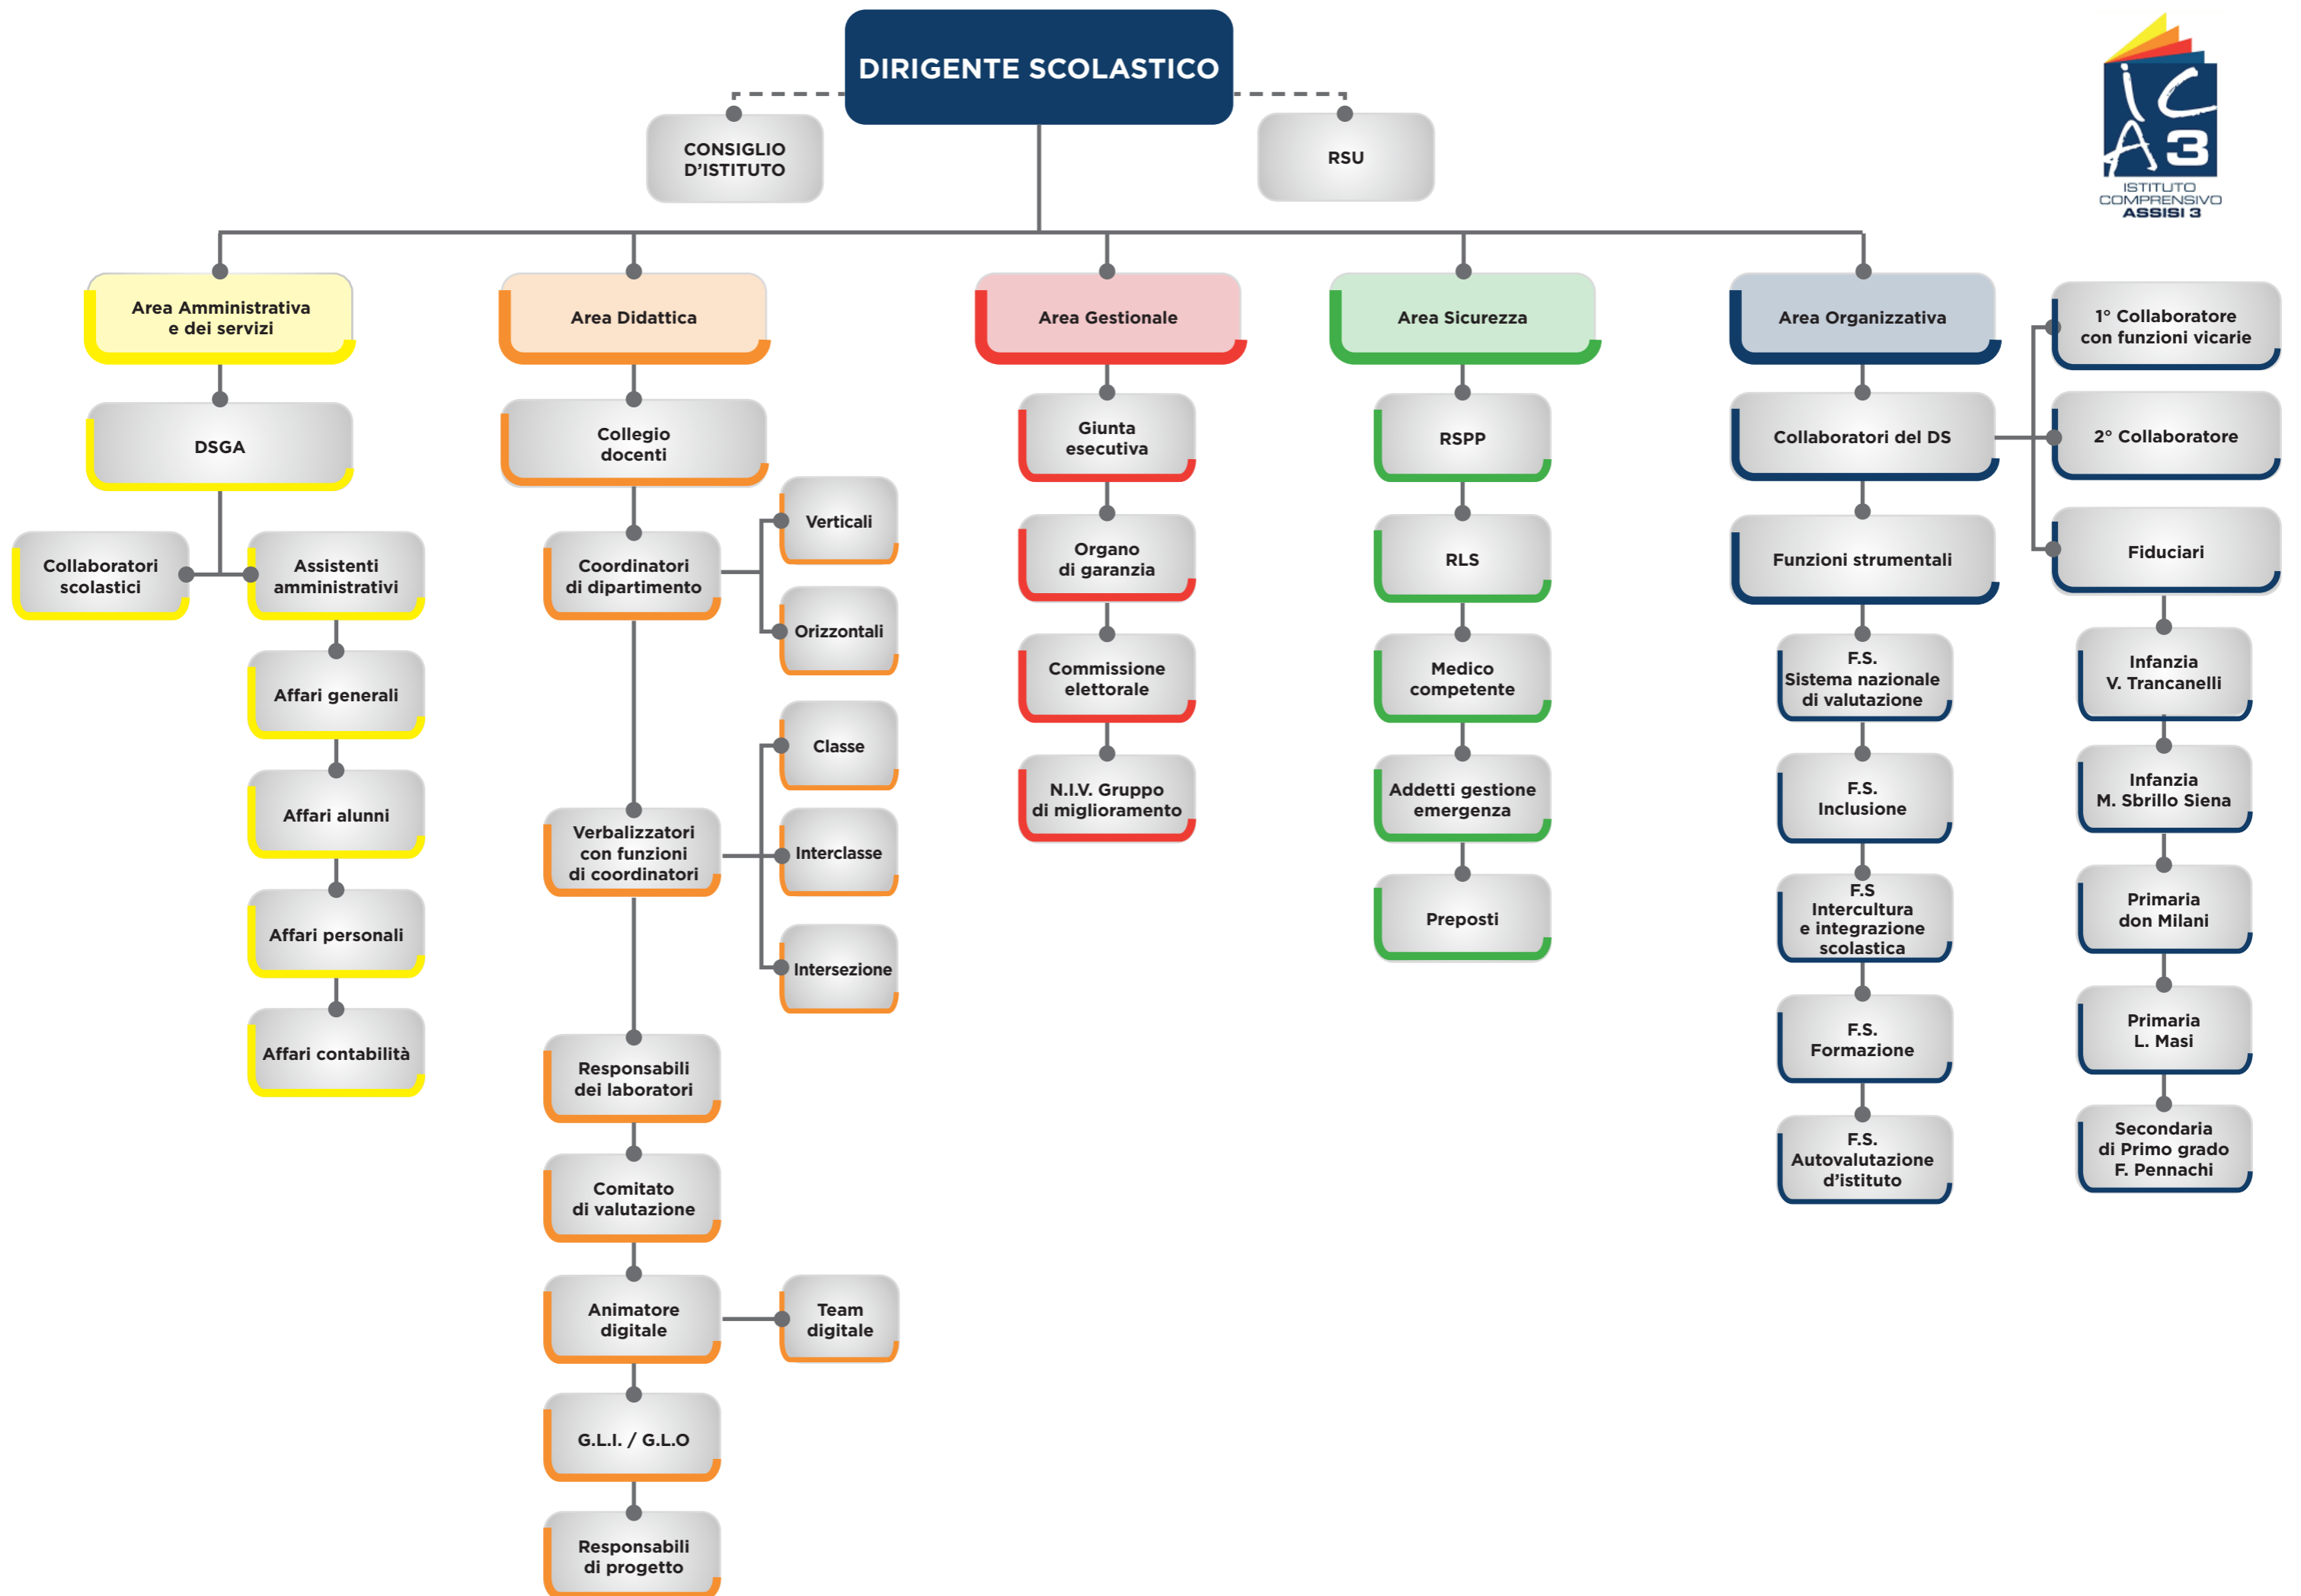 DIRIGENTE SCOLASTICO
CONSIGLIO
D'ISTITUTO
RSU
iC
A3
ISTITUTO
COMPRENSIVO
ASSISI 3
Area Amministrativa
e dei servizi
DSGA
Collaboratori
scolastici
Assistenti
amministrativi
Affari generali
Affari alunni
Affari personali
Affari contabilità
Area Didattica
Collegio
docenti
Coordinatori
di dipartimento
Verticali
Orizzontali
Verbalizzatori
con funzioni
di coordinatori
Classe
Interclasse
Intersezione
Responsabili
dei laboratori
Comitato
di valutazione
Animatore
digitale
Team
digitale
G.L.I. / G.L.O
Responsabili
di progetto
Area Gestionale
Giunta
esecutiva
Organo
di garanzia
Commissione
elettorale
N.I.V. Gruppo
di miglioramento
Area Sicurezza
RSPP
RLS
Medico
competente
Addetti gestione
emergenza
Preposti
Area Organizzativa
Collaboratori del DS
Funzioni strumentali
F.S.
Sistema nazionale
di valutazione
F.S.
Inclusione
F.S
Intercultura
e integrazione
scolastica
F.S.
Formazione
F.S.
Autovalutazione
d'istituto
1° Collaboratore
con funzioni vicarie
2° Collaboratore
Fiduciari
Infanzia
V. Trancanelli
Infanzia
M. Sbrillo Siena
Primaria
don Milani
Primaria
L. Masi
Secondaria
di Primo grado
F. Pennachi